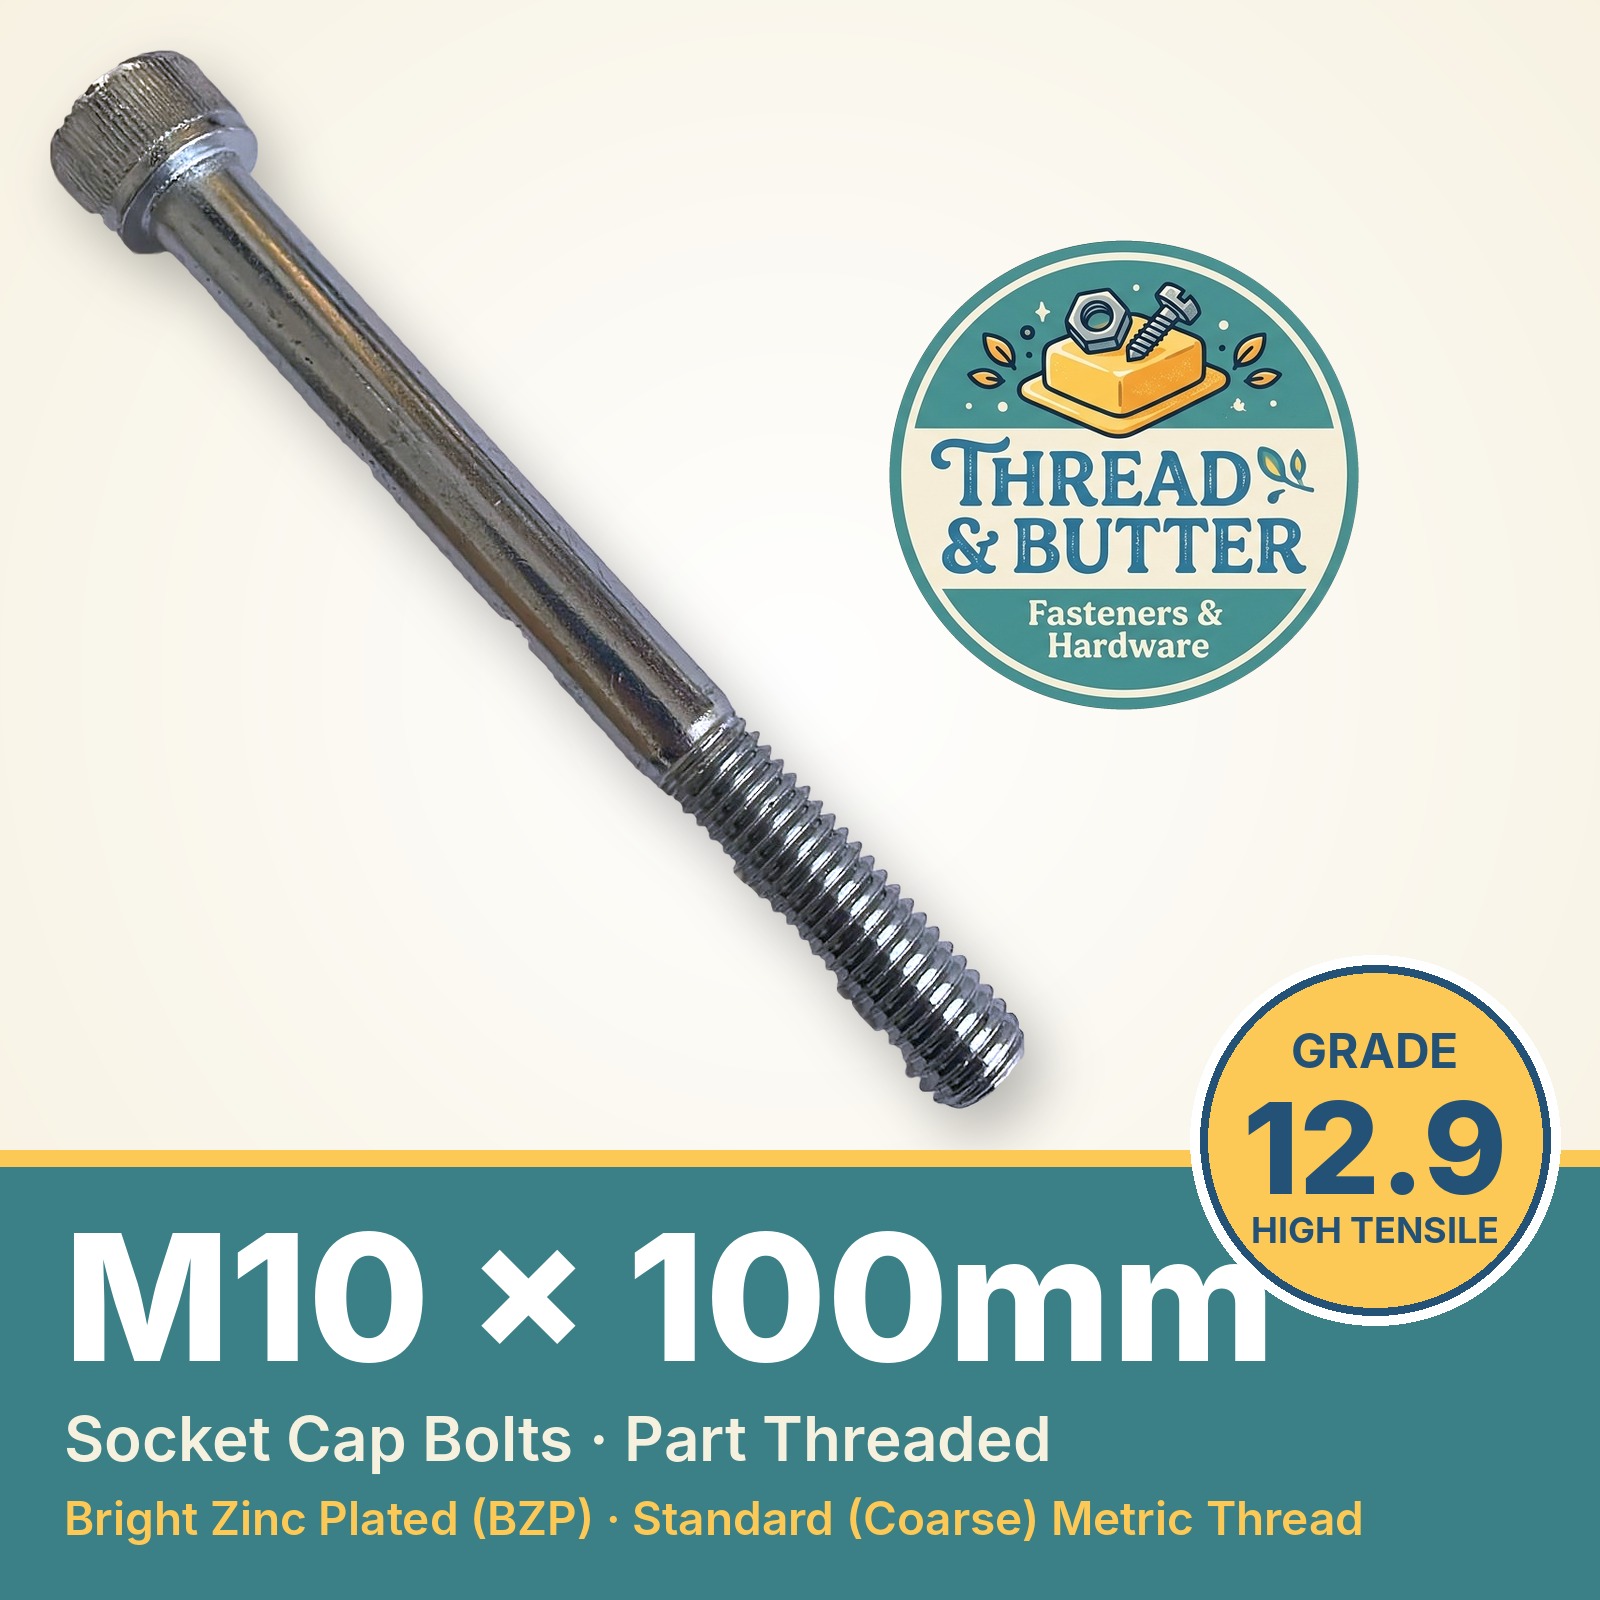 THREAD
& BUTTER
Fasteners &
Hardware
GRADE
12.9
HIGH TENSILE
M10 × 100mm
Socket Cap Bolts · Part Threaded
Bright Zinc Plated (BZP) · Standard (Coarse) Metric Thread